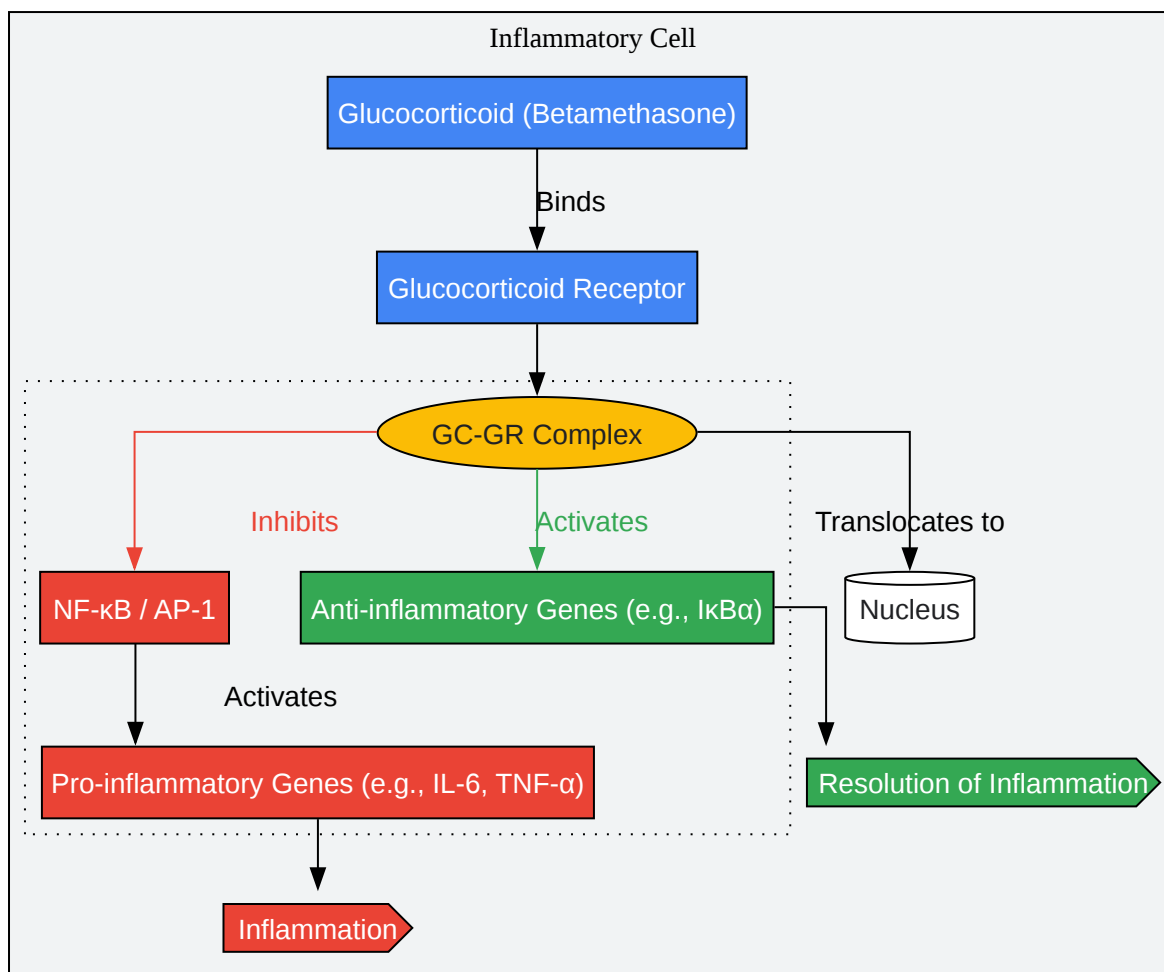 Inflammatory Cell
Glucocorticoid (Betamethasone)
Binds
Glucocorticoid Receptor
GC-GR Complex
Inhibits
Activates
Translocates to
NF-κB / AP-1
Anti-inflammatory Genes (e.g., IκBα)
Nucleus
Activates
Pro-inflammatory Genes (e.g., IL-6, TNF-α)
Resolution of Inflammation
Inflammation